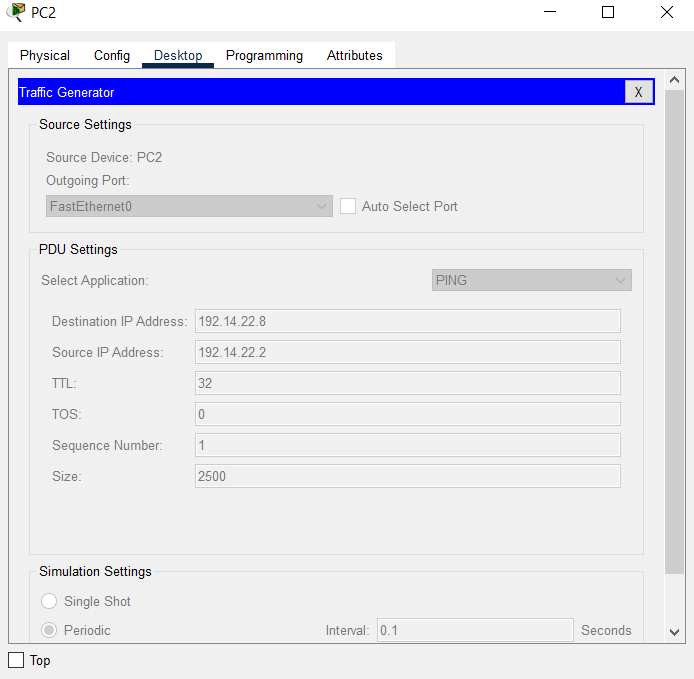 PC2
Physical Config Desktop Programming Attributes
Traffic Generator X
Source Settings
Source Device: PC2
Outgoing Port:
FastEthernet0 Auto Select Port
PDU Settings
Select Application: PING
Destination IP Address: 192.14.22.8
Source IP Address: 192.14.22.2
TTL: 32
TOS: 0
Sequence Number: 1
Size: 2500
Simulation Settings
Single Shot
Periodic Interval: 0.1 Seconds
Top